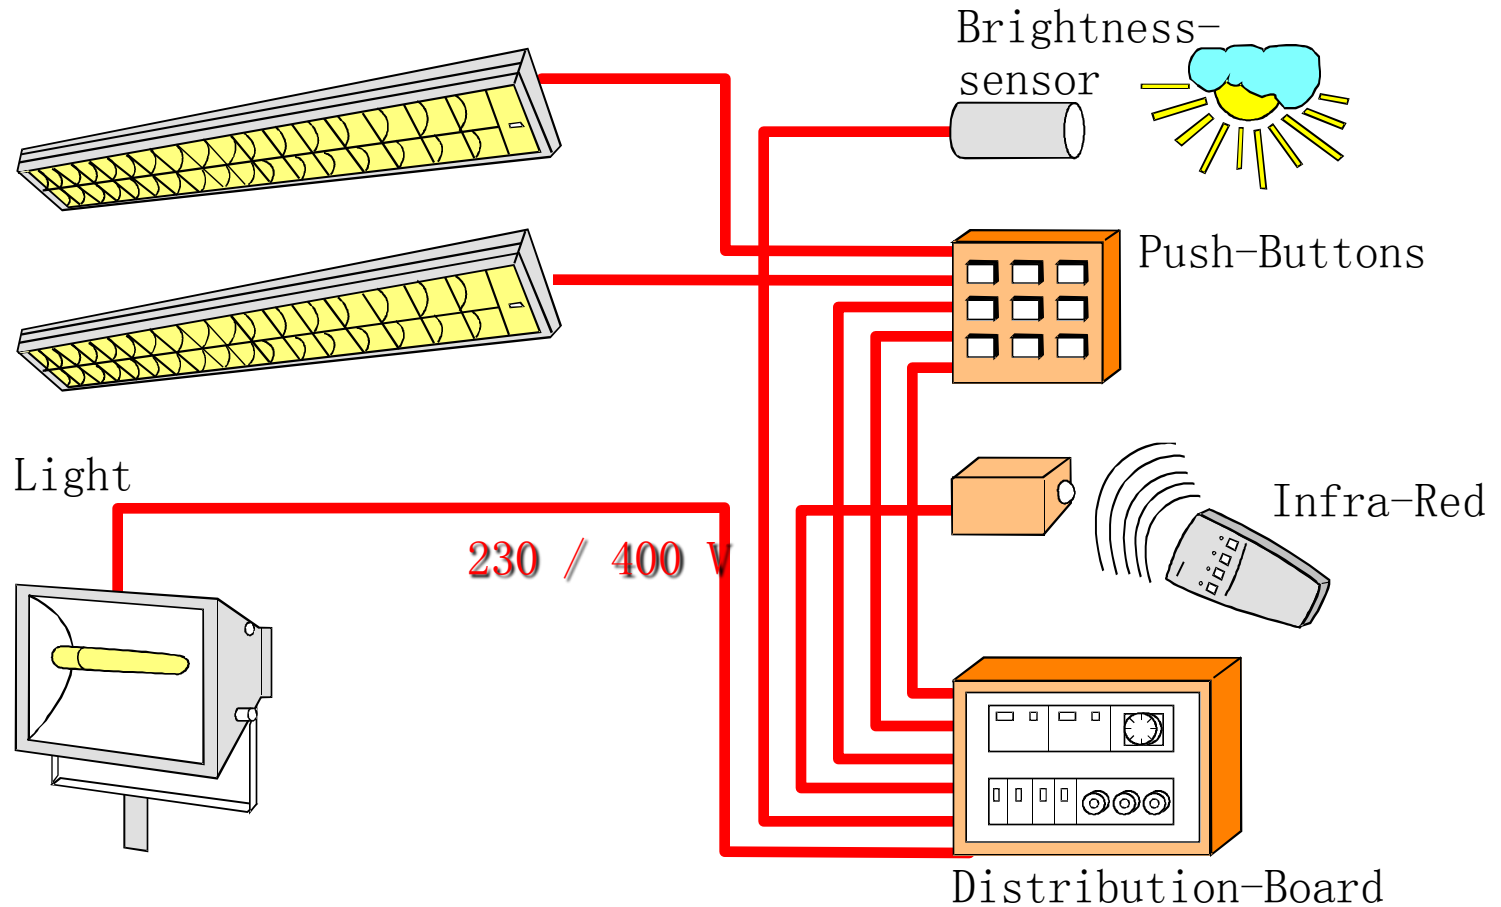 Brightness-
sensor
Push-Buttons
Light
Infra-Red
230 / 400 V
Distribution-Board